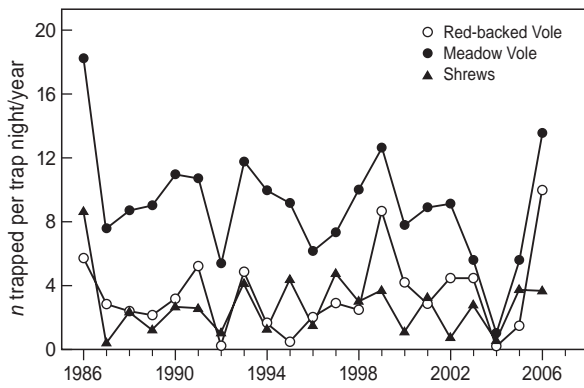 20
16
12
8
4
0
n trapped per trap night/year
Red-backed Vole
Meadow Vole
Shrews
1986 1990 1994 1998 2002 2006